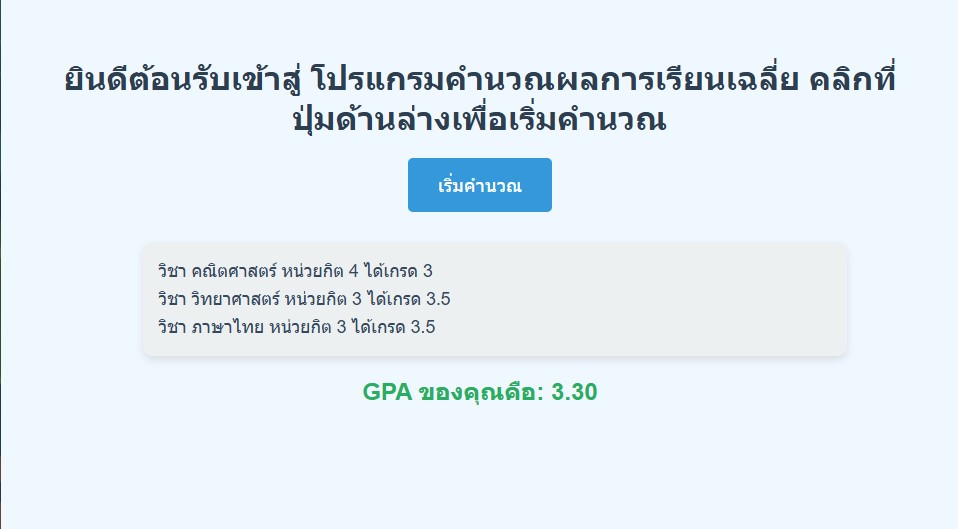 ยินดีต้อนรับเข้าสู่ โปรแกรมคำนวณผลการเรียนเฉลี่ย คลิกที่
ปุ่มด้านล่างเพื่อเริ่มคำนวณ
เริ่มคำนวณ
วิชา คณิตศาสตร์ หน่วยกิต 4 ได้เกรด 3
วิชา วิทยาศาสตร์ หน่วยกิต 3 ได้เกรด 3.5
วิชา ภาษาไทย หน่วยกิต 3 ได้เกรด 3.5
GPA ของคุณคือ: 3.30